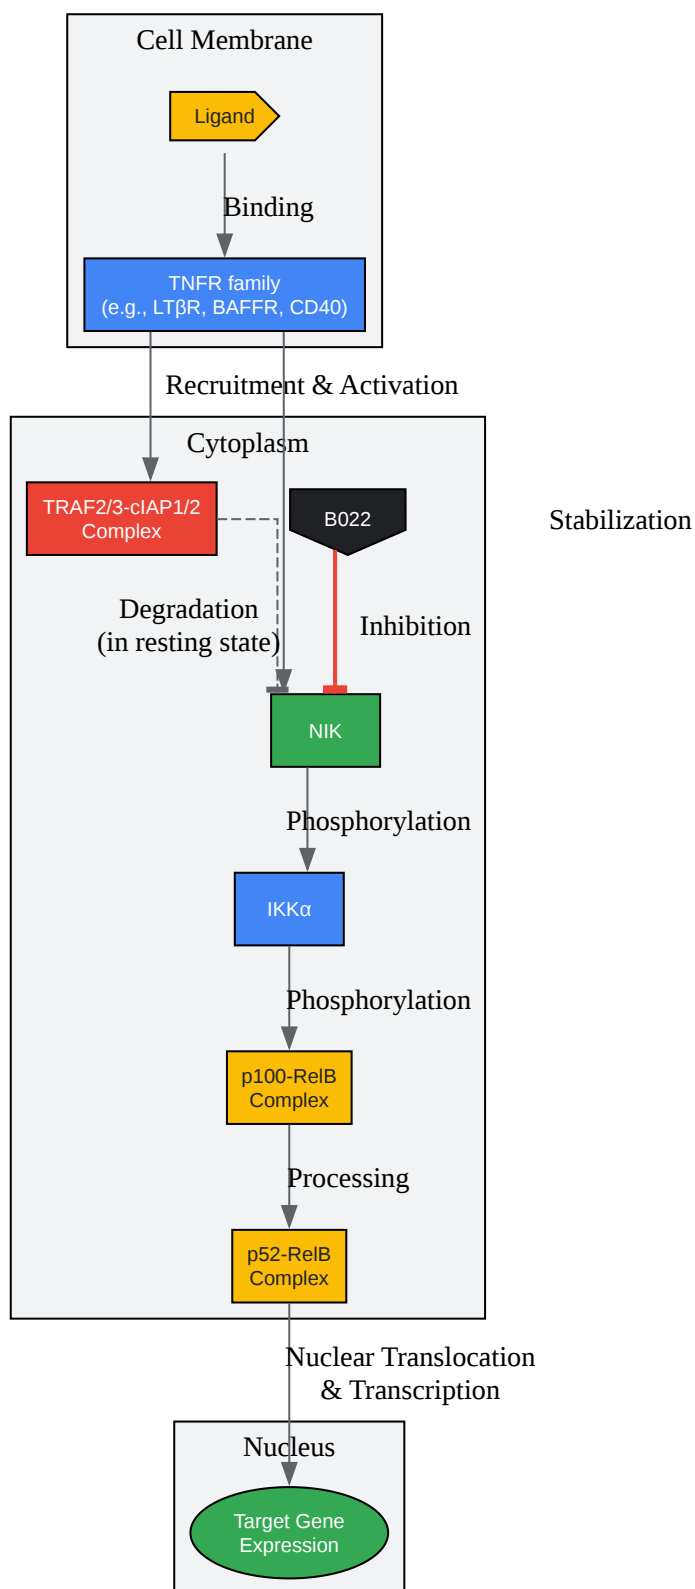 Cell Membrane
Ligand
Binding
TNFR family
(e.g., LTβR, BAFFR, CD40)
Recruitment & Activation
Cytoplasm
TRAF2/3-cIAP1/2
Complex
B022
Stabilization
Degradation
(in resting state)
Inhibition
NIK
Phosphorylation
IKKα
Phosphorylation
p100-RelB
Complex
Processing
p52-RelB
Complex
Nuclear Translocation
& Transcription
Nucleus
Target Gene
Expression